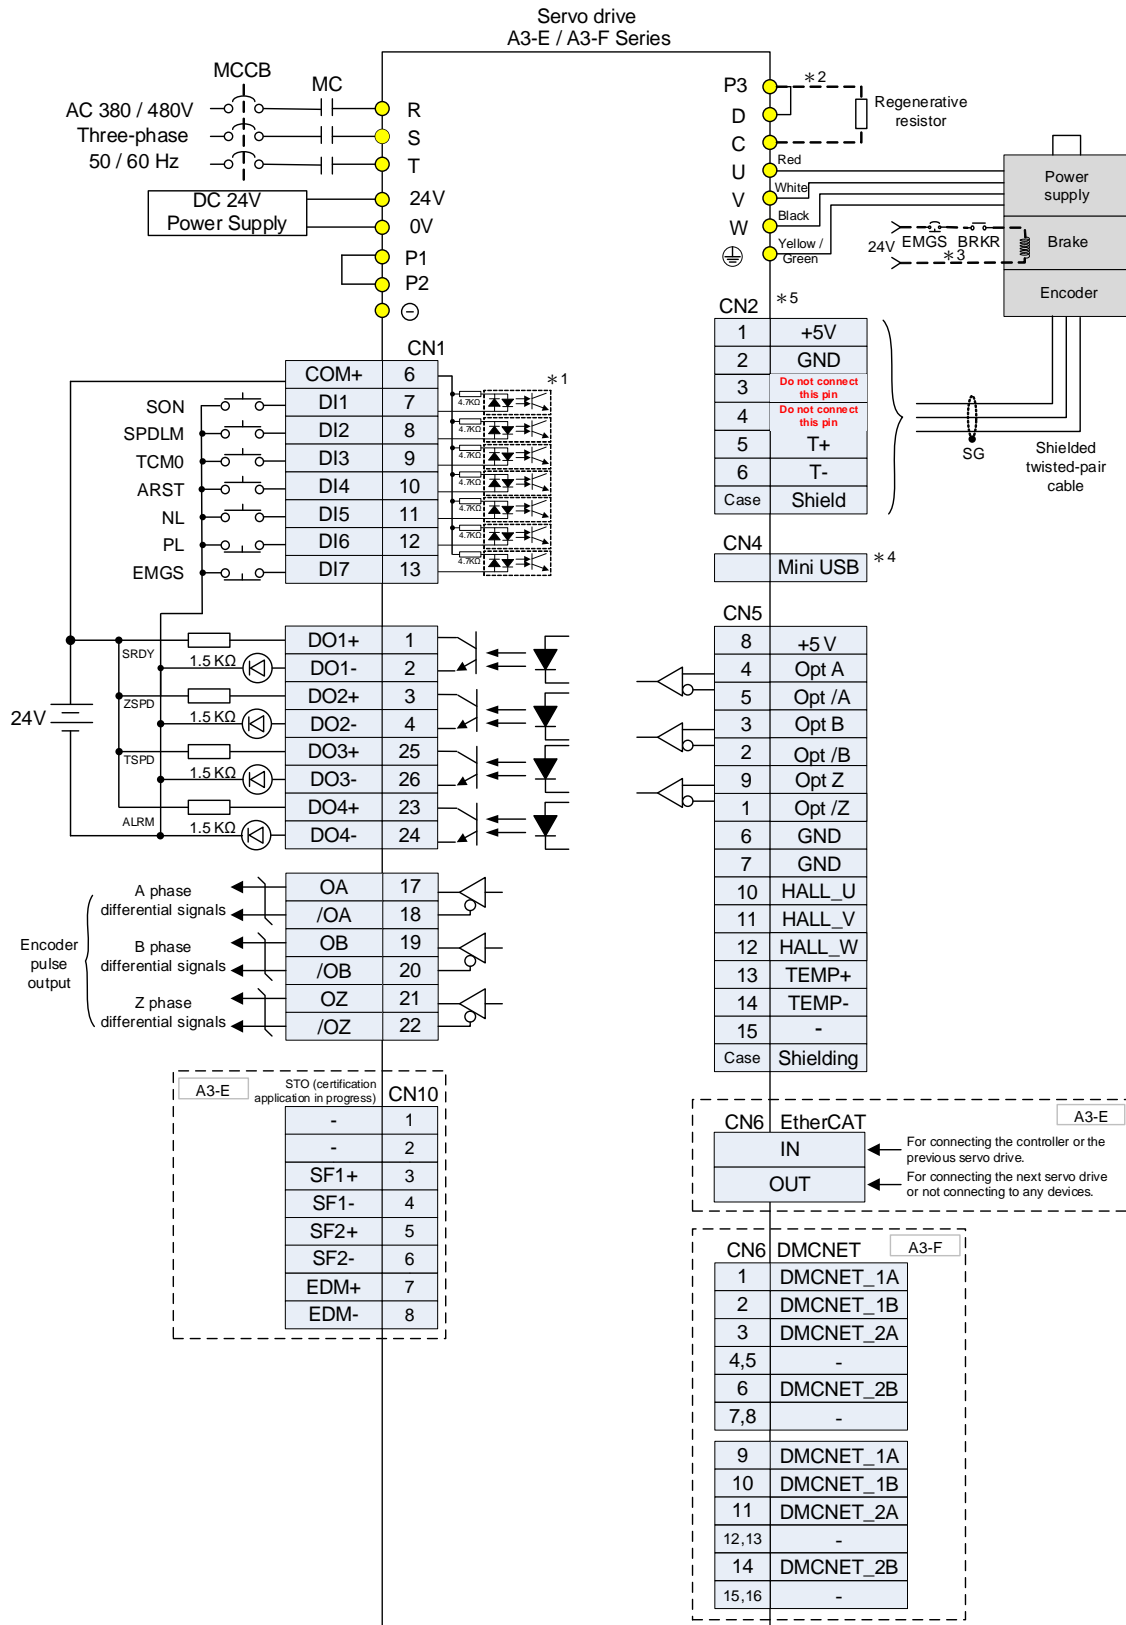 Servo drive
A3-E / A3-F Series
MCCB
MC
AC 380 / 480V
Three-phase
50 / 60 Hz
R
S
T
DC 24V
Power Supply
24V
0V
P1
P2
P3
D
C
*2
Regenerative
resistor
U
V
W
Red
White
Black
Yellow /
Green
Power
supply
Brake
Encoder
24V
EMGS
BRKR
*3
CN1
COM+ 6
SON DI1 7
SPDLM DI2 8
TCM0 DI3 9
ARST DI4 10
NL DI5 11
PL DI6 12
EMGS DI7 13
*1
4.7KΩ
4.7KΩ
4.7KΩ
4.7KΩ
4.7KΩ
4.7KΩ
4.7KΩ
24V
SRDY DO1+ 1
1.5 KΩ DO1- 2
ZSPD DO2+ 3
1.5 KΩ DO2- 4
TSPD DO3+ 25
1.5 KΩ DO3- 26
DO4+ 23
ALRM 1.5 KΩ DO4- 24
Encoder
pulse
output
A phase
differential signals
B phase
differential signals
Z phase
differential signals
OA 17
/OA 18
OB 19
/OB 20
OZ 21
/OZ 22
A3-E
STO (certification
application in progress)
CN10
- 1
- 2
SF1+ 3
SF1- 4
SF2+ 5
SF2- 6
EDM+ 7
EDM- 8
CN2
*5
1 +5V
2 GND
3 Do not connect
this pin
4 Do not connect
this pin
5 T+
6 T-
Case Shield
SG
Shielded
twisted-pair
cable
CN4
Mini USB
*4
CN5
8 +5 V
4 Opt A
5 Opt /A
3 Opt B
2 Opt /B
9 Opt Z
1 Opt /Z
6 GND
7 GND
10 HALL_U
11 HALL_V
12 HALL_W
13 TEMP+
14 TEMP-
15 -
Case Shielding
CN6 EtherCAT
A3-E
IN
OUT
For connecting the controller or the
previous servo drive.
For connecting the next servo drive
or not connecting to any devices.
CN6 DMCNET
A3-F
1 DMCNET_1A
2 DMCNET_1B
3 DMCNET_2A
4,5 -
6 DMCNET_2B
7,8 -
9 DMCNET_1A
10 DMCNET_1B
11 DMCNET_2A
12,13 -
14 DMCNET_2B
15,16 -